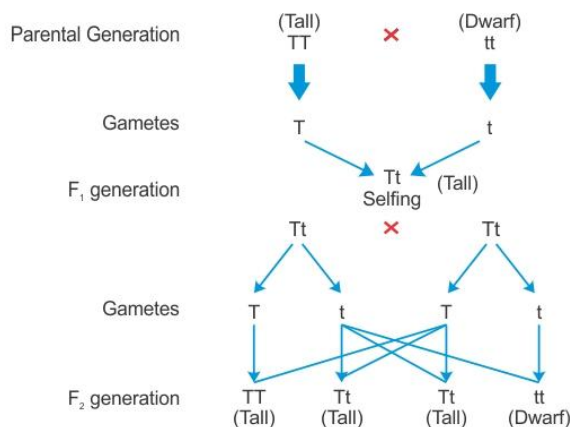 (Tall) (Dwarf)
Parental Generation TT × tt
Gametes T t
Tt (Tall)
F₁ generation Selfing
Tt × Tt
Gametes T t T t
F₂ generation TT Tt Tt tt
(Tall) (Tall) (Tall) (Dwarf)